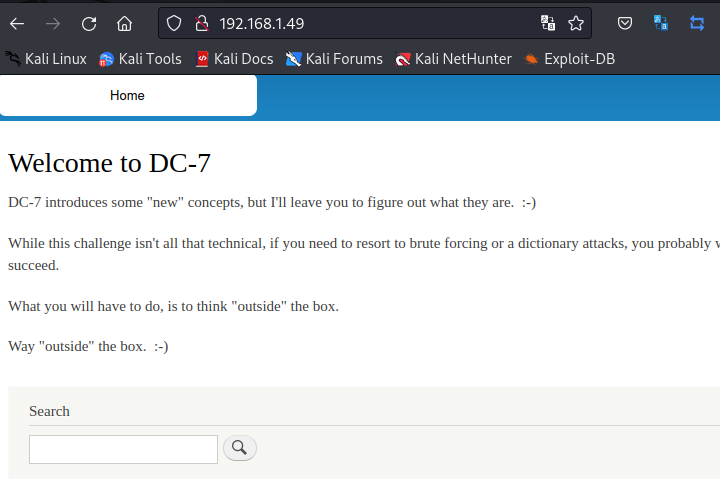 192.168.1.49
Kali Linux Kali Tools Kali Docs Kali Forums Kali NetHunter Exploit-DB
Home
Welcome to DC-7
DC-7 introduces some "new" concepts, but I'll leave you to figure out what they are.  :-)
While this challenge isn't all that technical, if you need to resort to brute forcing or a dictionary attacks, you probably
succeed.
What you will have to do, is to think "outside" the box.
Way "outside" the box.  :-)
Search